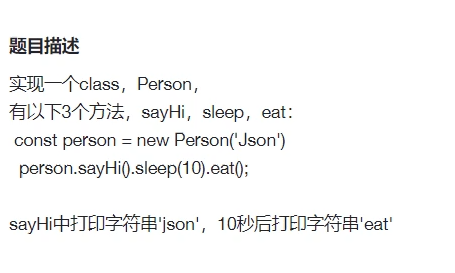 题目描述
实现一个class，Person，
有以下3个方法，sayHi，sleep，eat：
const person = new Person('Json')
person.sayHi().sleep(10).eat();
sayHi中打印字符串'json'，10秒后打印字符串'eat'